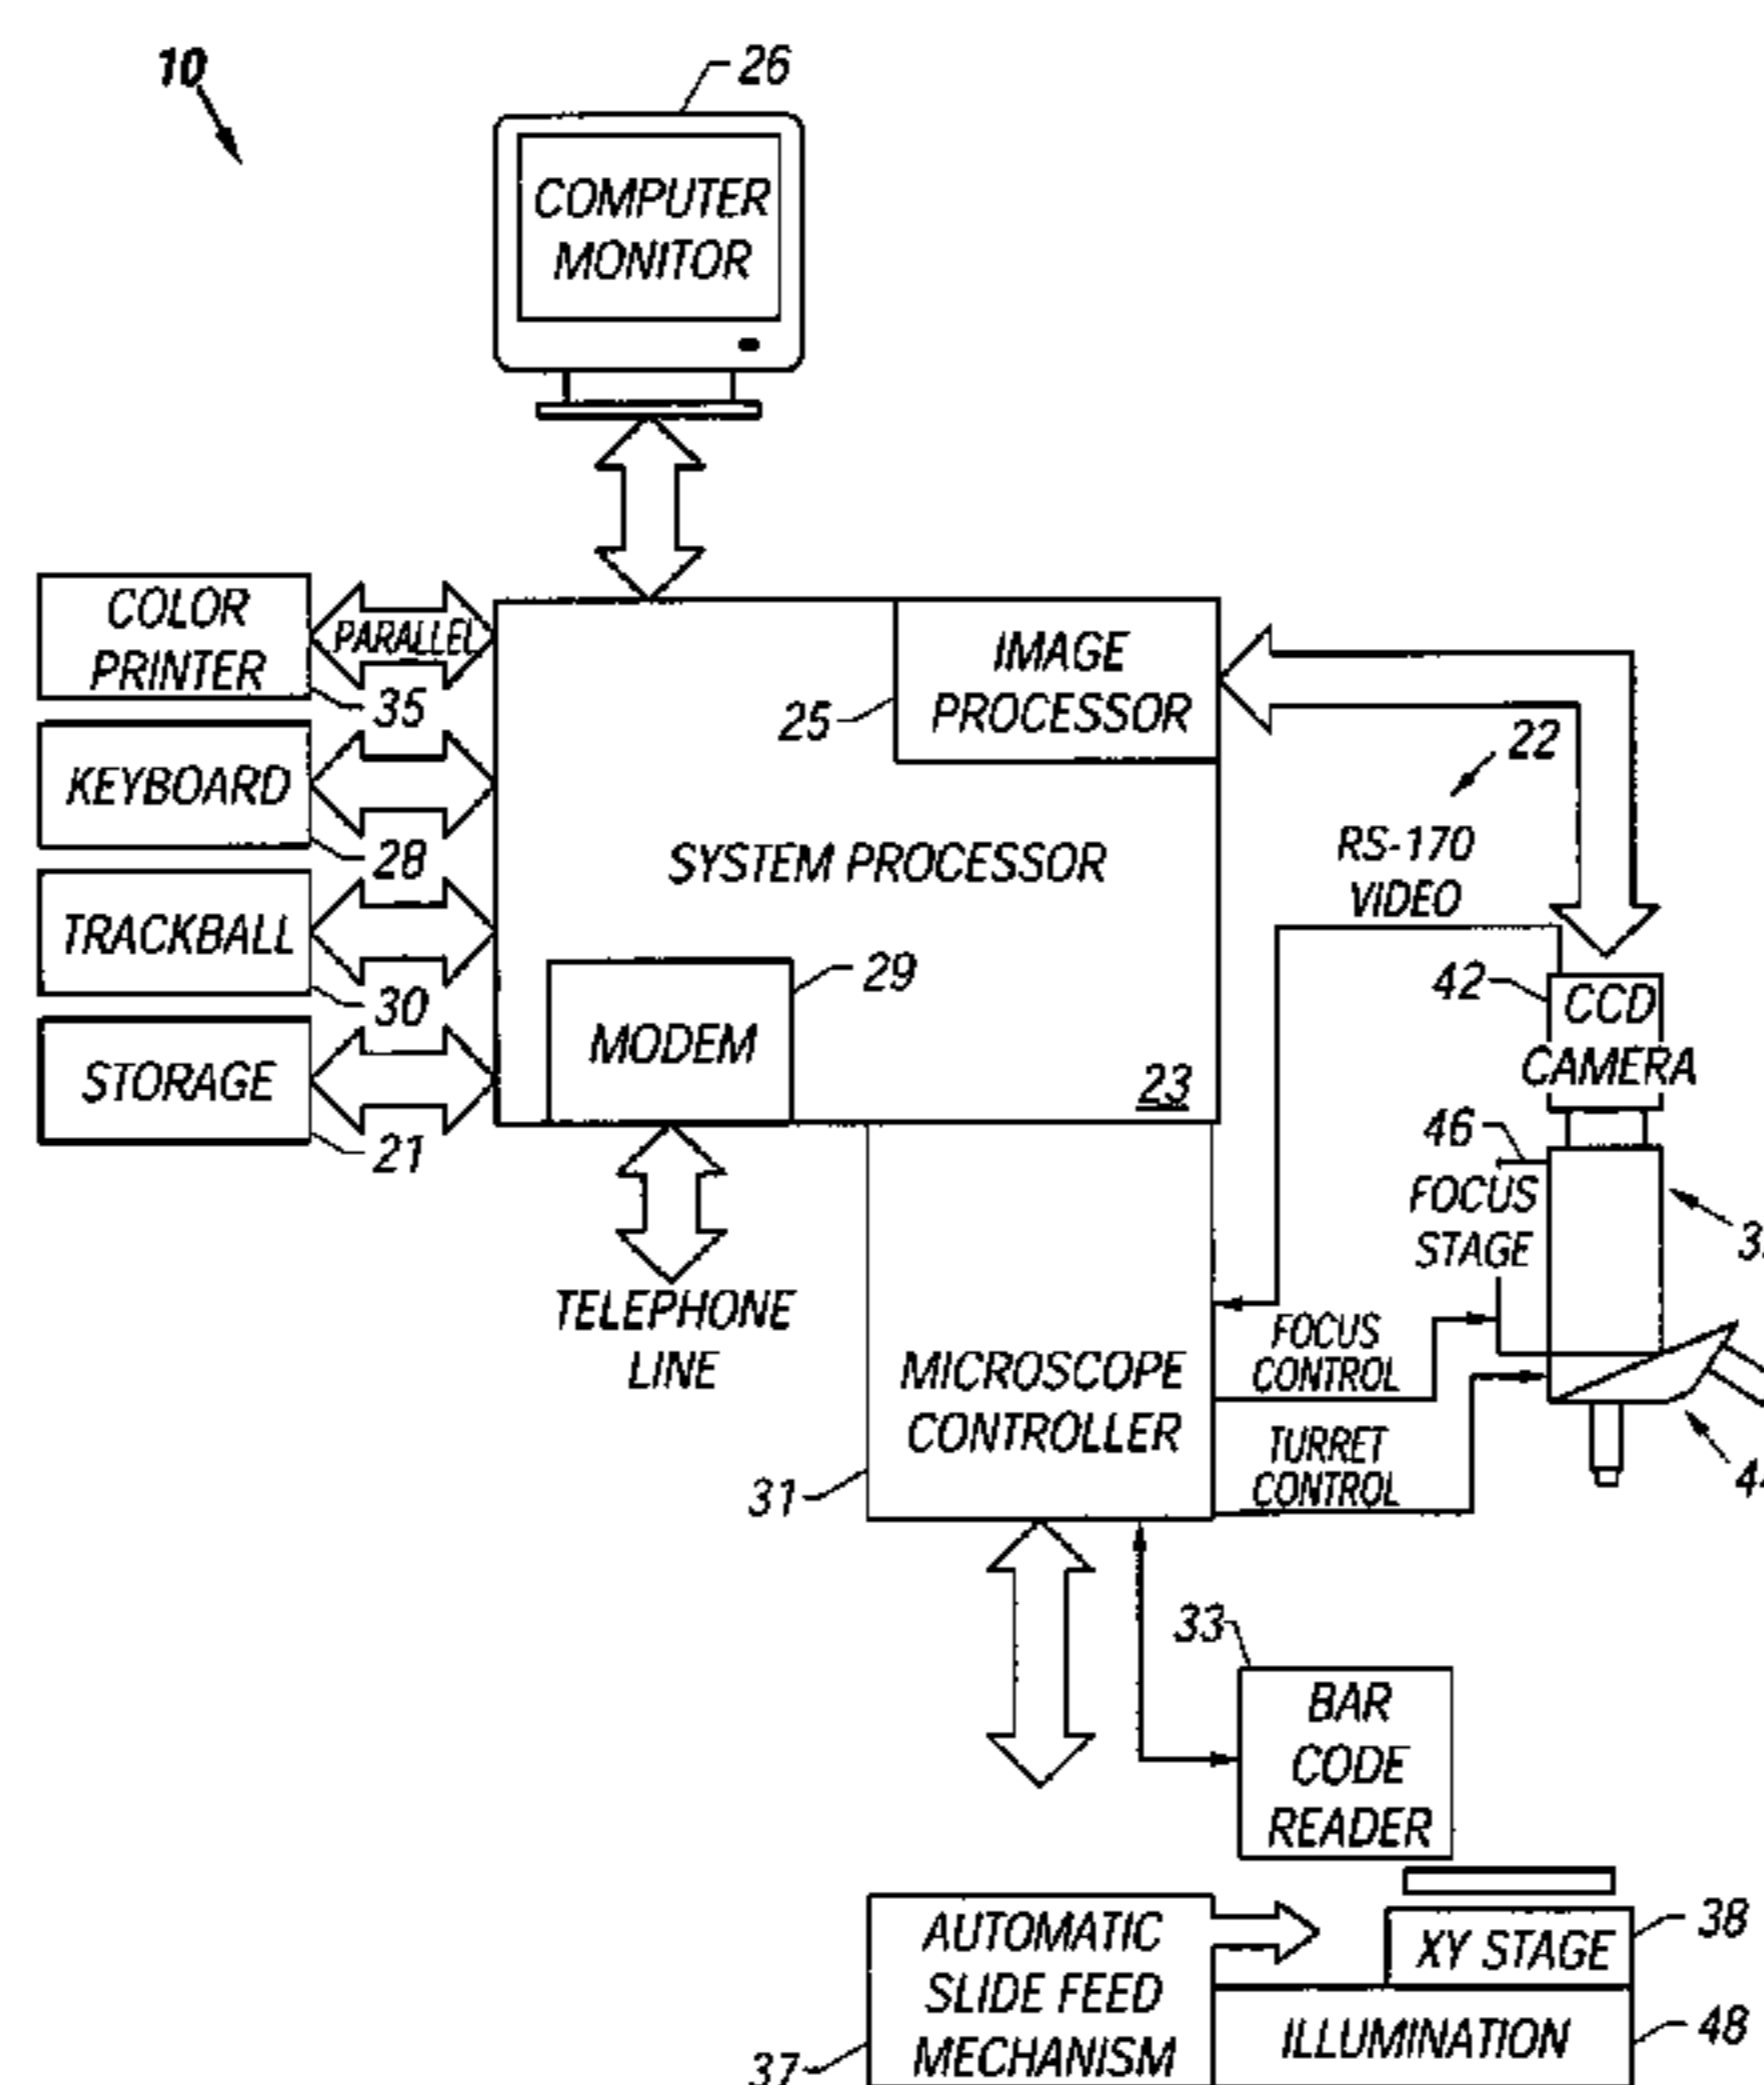 10
26
COMPUTER
MONITOR
COLOR
PRINTER
PARALLEL
35
KEYBOARD
28
TRACKBALL
30
STORAGE
21
IMAGE
PROCESSOR
25
SYSTEM PROCESSOR
29
MODEM
23
TELEPHONE
LINE
22
RS-170
VIDEO
42
CCD
CAMERA
46
FOCUS
STAGE
FOCUS
CONTROL
TURRET
CONTROL
MICROSCOPE
CONTROLLER
31
33
BAR
CODE
READER
AUTOMATIC
SLIDE FEED
MECHANISM
37
XY STAGE
38
ILLUMINATION
48